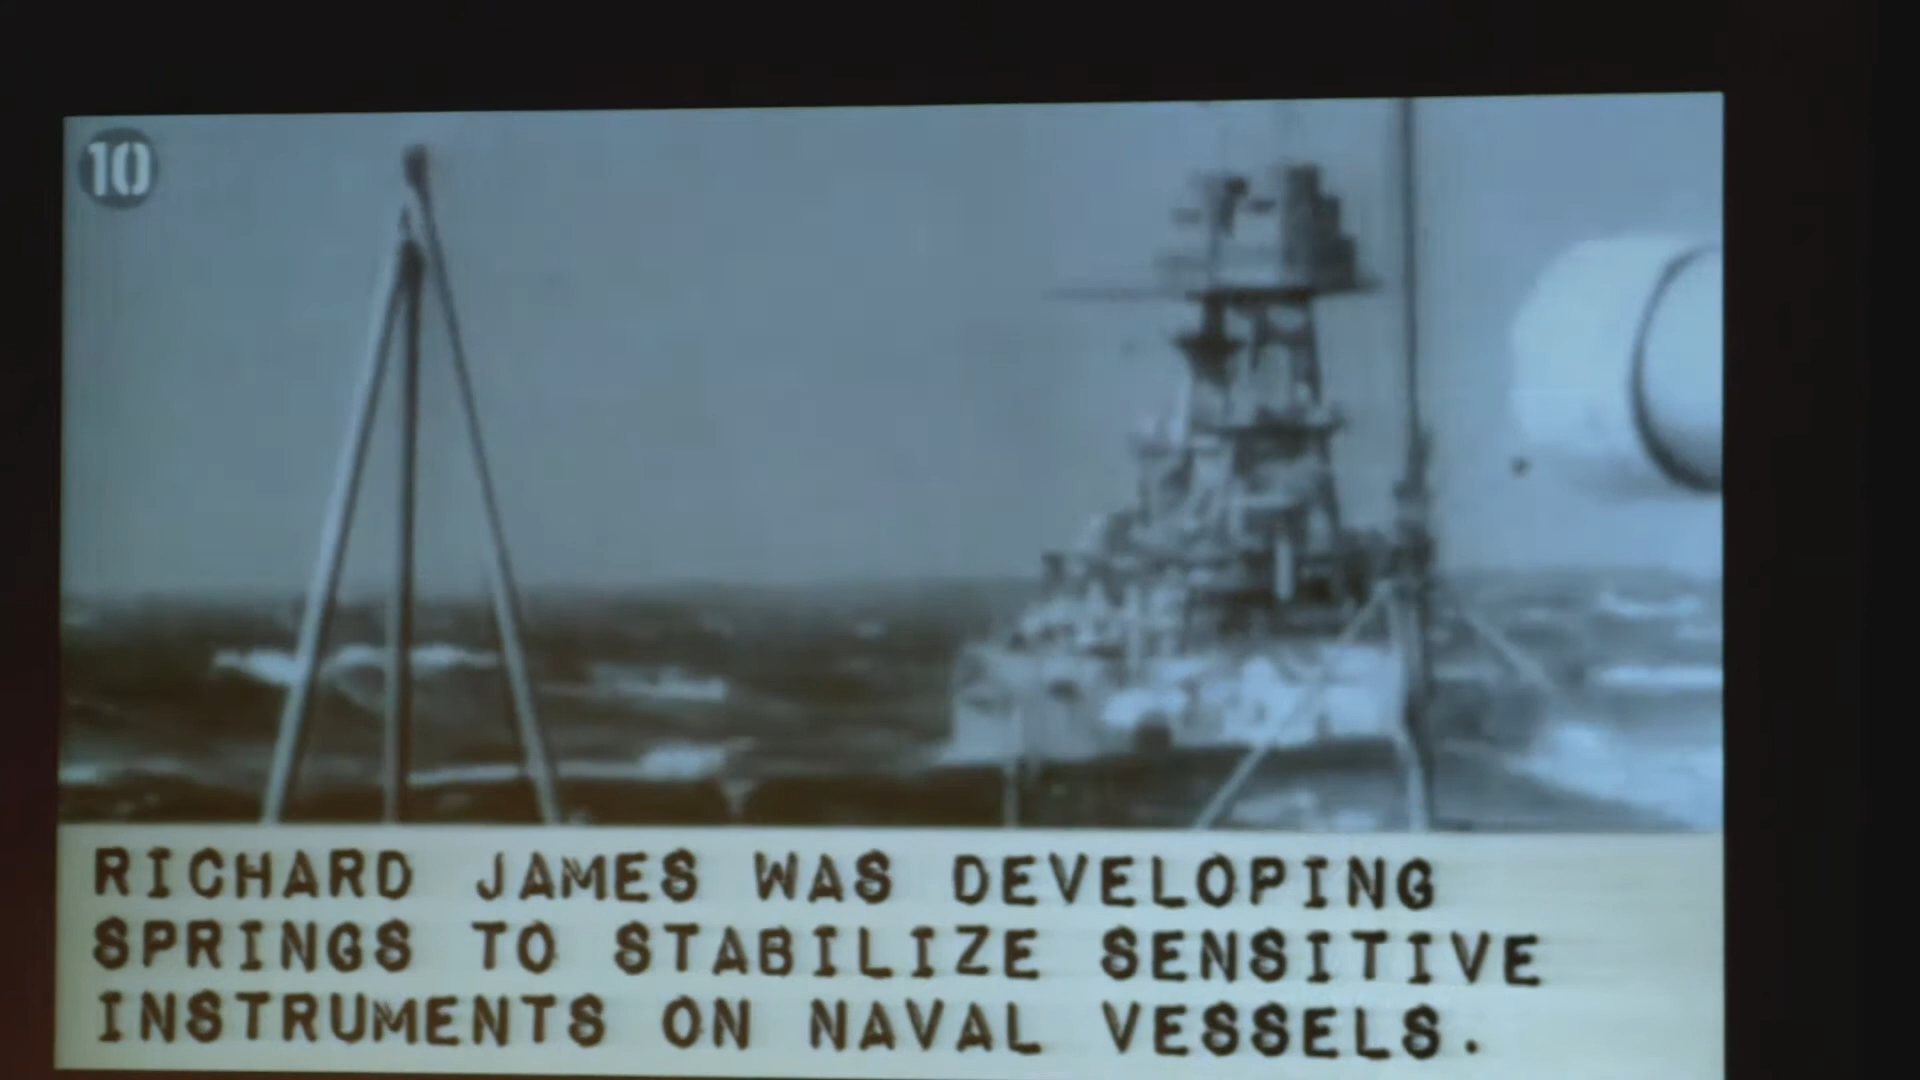 10
RICHARD JAMES WAS DEVELOPING
SPRINGS TO STABILIZE SENSITIVE
INSTRUMENTS ON NAVAL VESSELS.